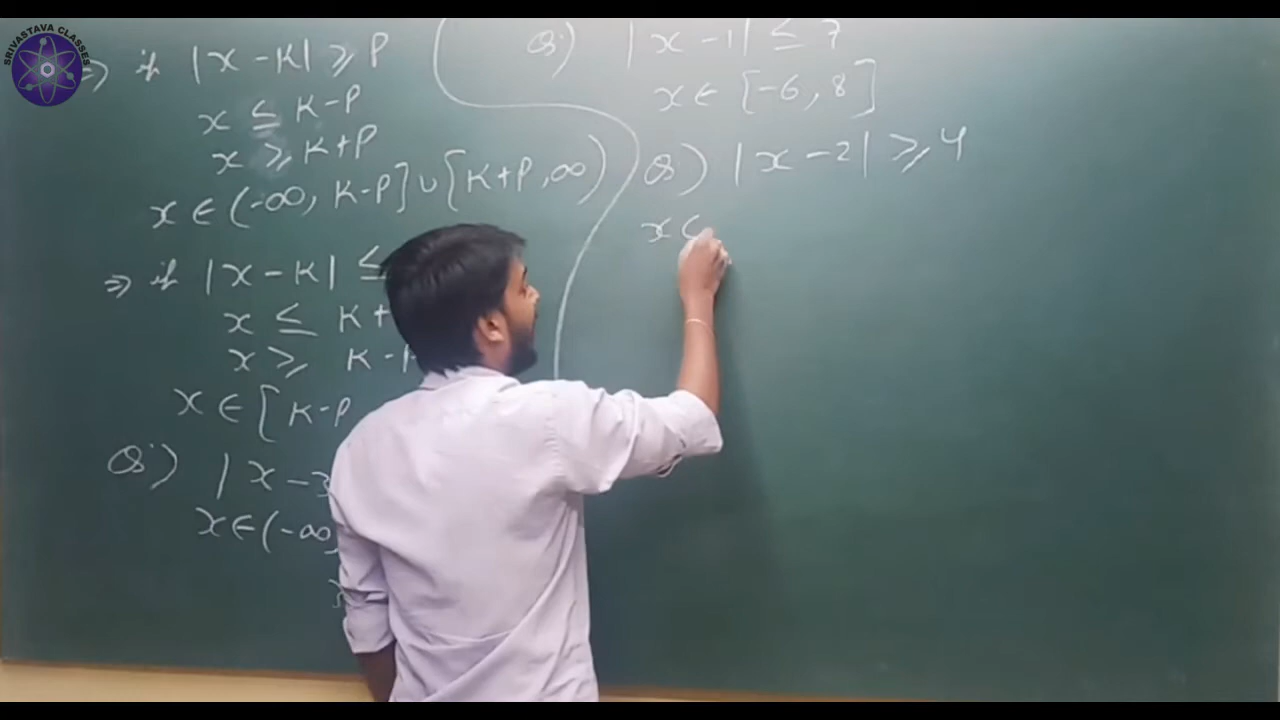 SRIVASTAVA CLASSES
⇒ if |x-K| ⩾ P
x ≤ K-P
x ⩾ K+P
x ∈ (-∞, K-P] ∪ [K+P, ∞)
⇒ if |x-K| ≤
x ≤ K+
x ⩾ K-
x ∈ [K-P
Q:) |x-3
x ∈ (-∞,
Q:) |x-1| ≤ 7
x ∈ [-6, 8]
Q:) |x-2| ⩾ 4
x